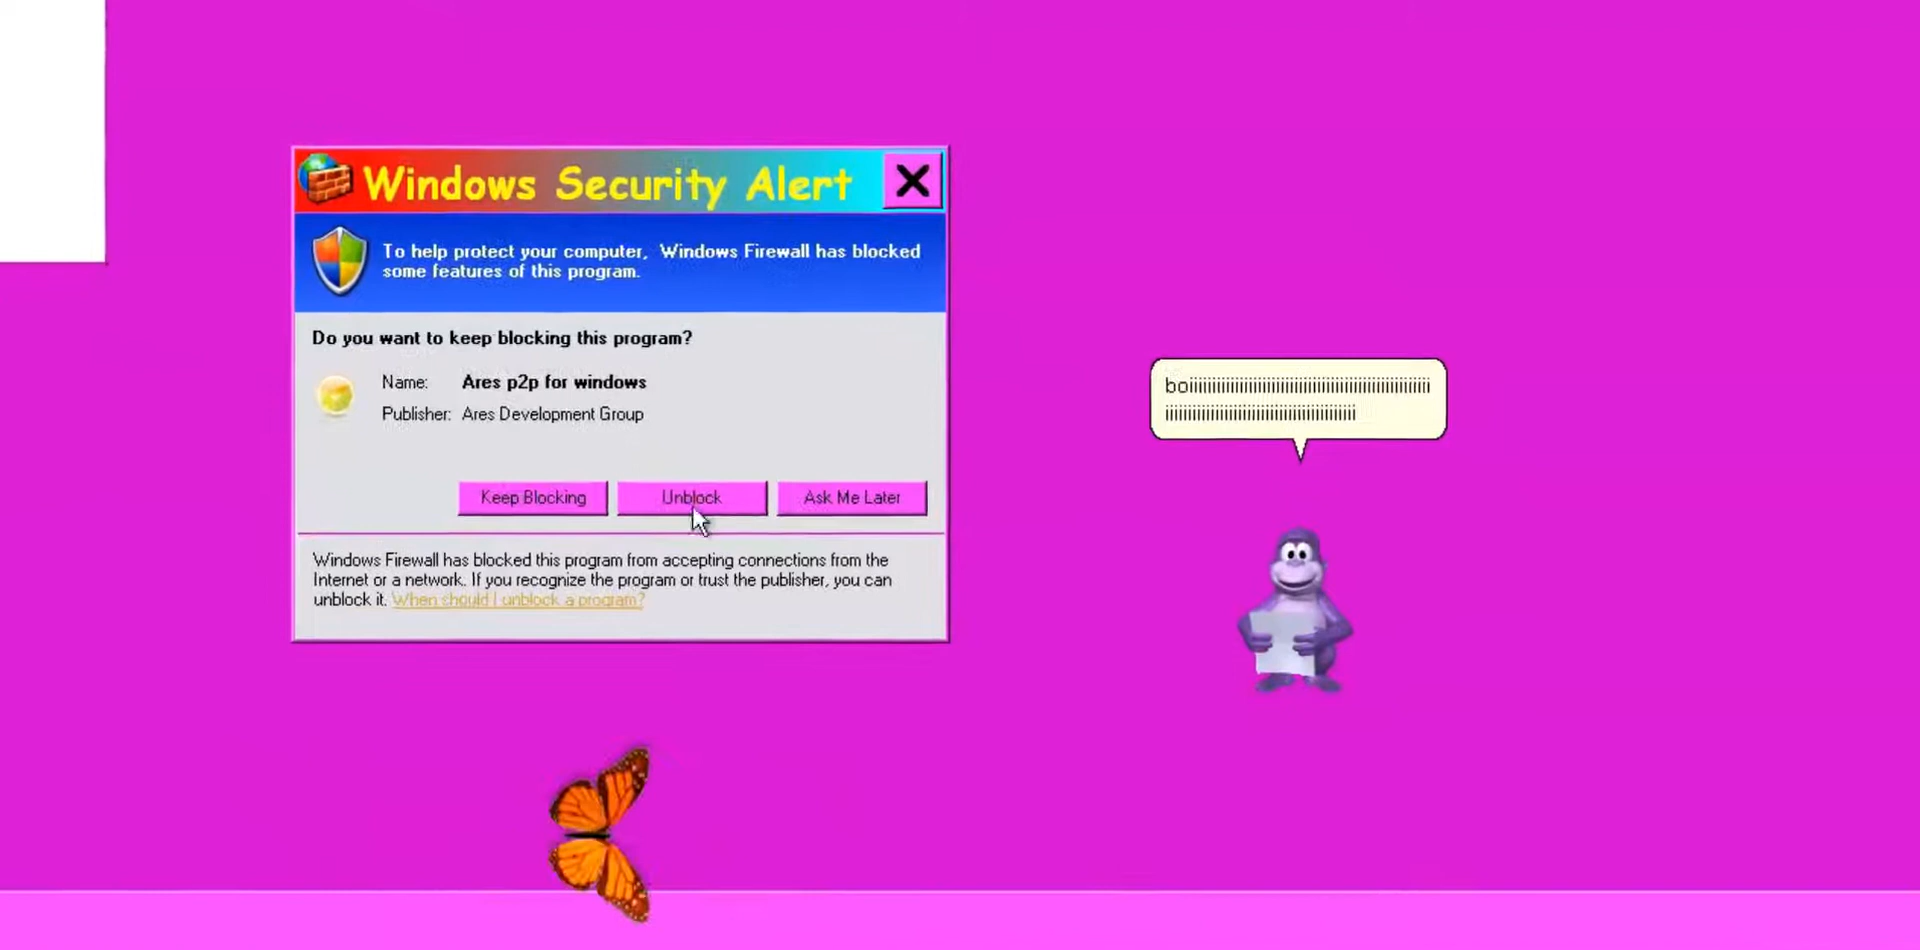 Windows Security Alert
To help protect your computer, Windows Firewall has blocked
some features of this program.
Do you want to keep blocking this program?
Name: Ares p2p for windows
Publisher: Ares Development Group
Keep Blocking Unblock Ask Me Later
Windows Firewall has blocked this program from accepting connections from the
Internet or a network. If you recognize the program or trust the publisher, you can
unblock it. When should I unblock a program?
boiiiiiiiiiiiiiiiiiiiiiiiiiiiiiiiiiiiiiiiiiiiiiiiiiiiii
iiiiiiiiiiiiiiiiiiiiiiiiiiiiiiiiiiiiiiiiii